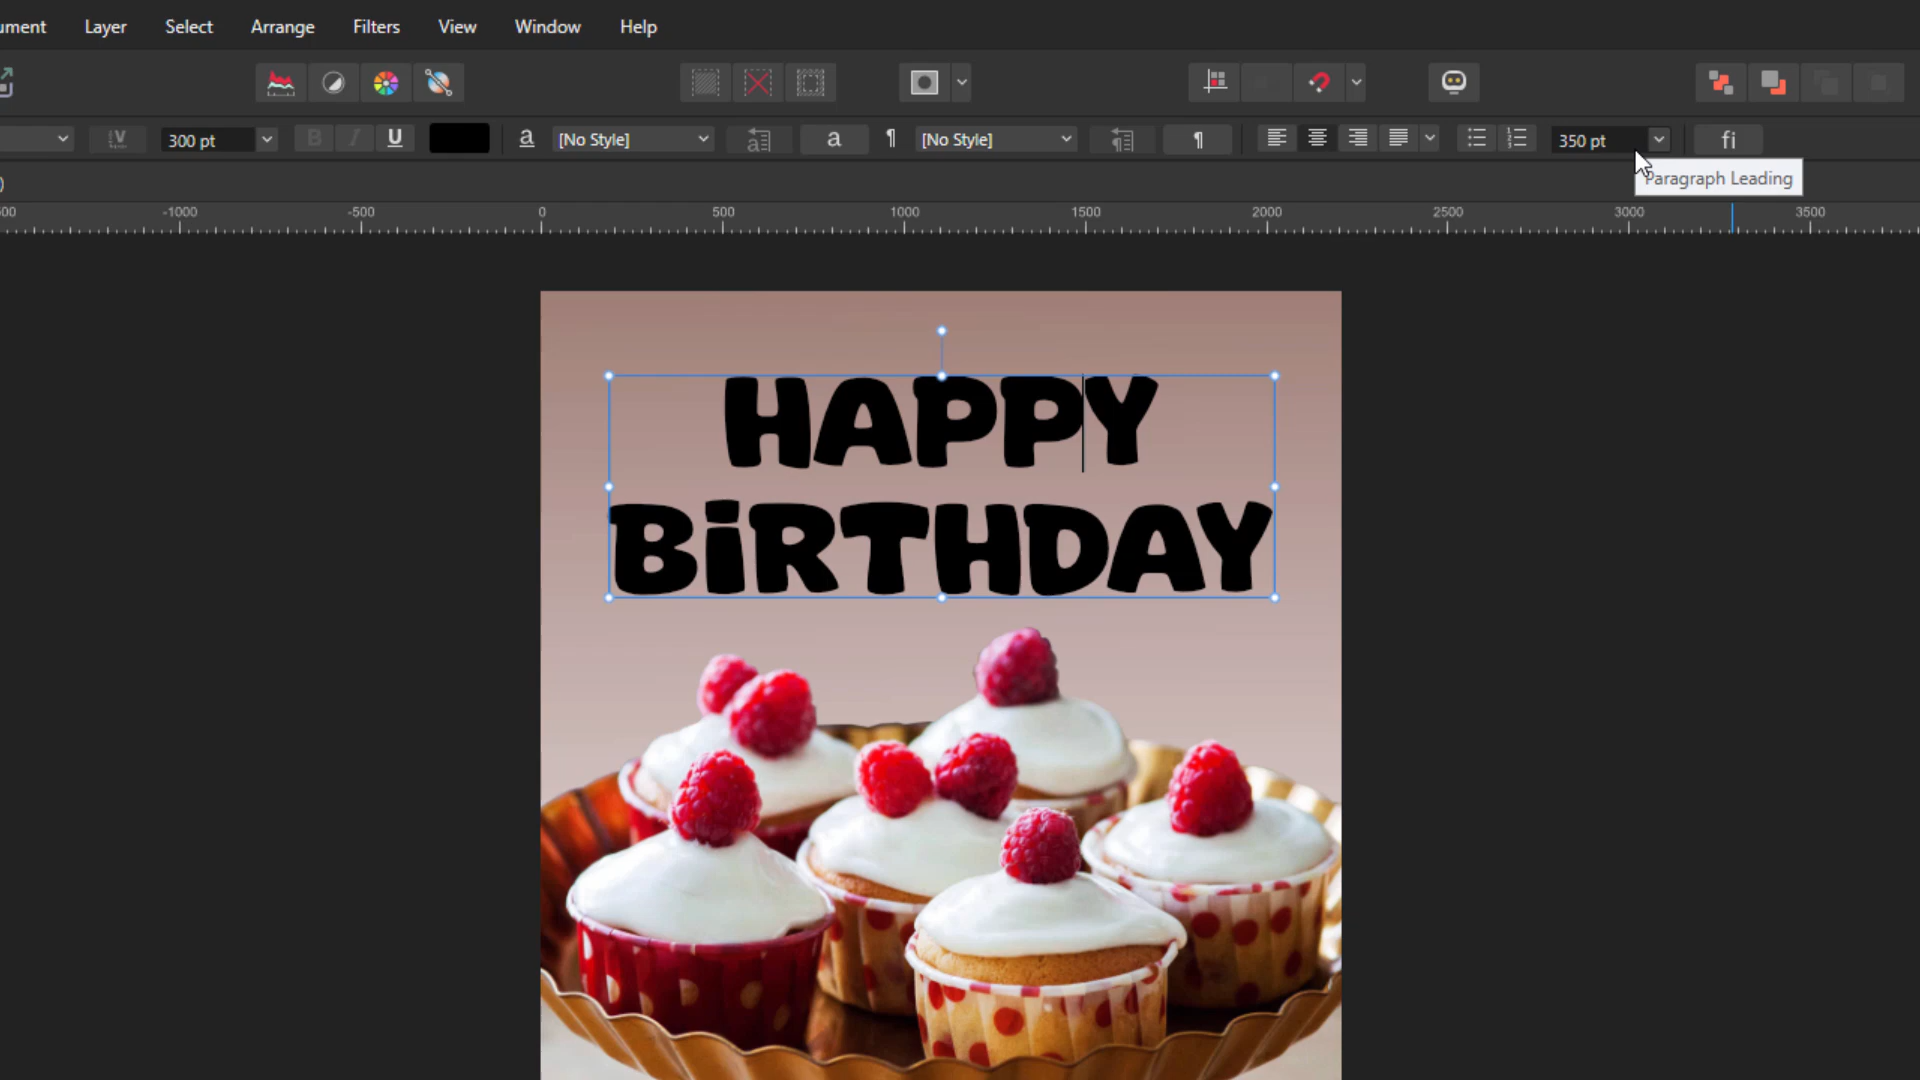 ument Layer Select Arrange Filters View Window Help
300 pt B I U a [No Style] a a ¶ [No Style] ¶ ¶ 350 pt fi
)
Paragraph Leading
00 -1000 -500 0 500 1000 1500 2000 2500 3000 3500
HAPPY
BiRTHDAY